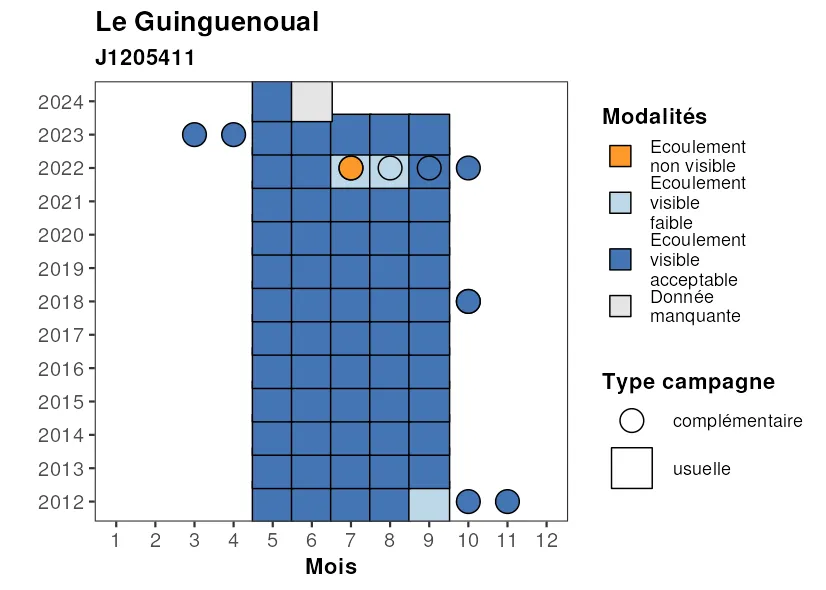 Le Guinguenoual
J1205411
2024
2023
2022
2021
2020
2019
2018
2017
2016
2015
2014
2013
2012
1 2 3 4 5 6 7 8 9 10 11 12
Mois
Modalités
Ecoulement
non visible
Ecoulement
visible
faible
Ecoulement
visible
acceptable
Donnée
manquante
Type campagne
complémentaire
usuelle